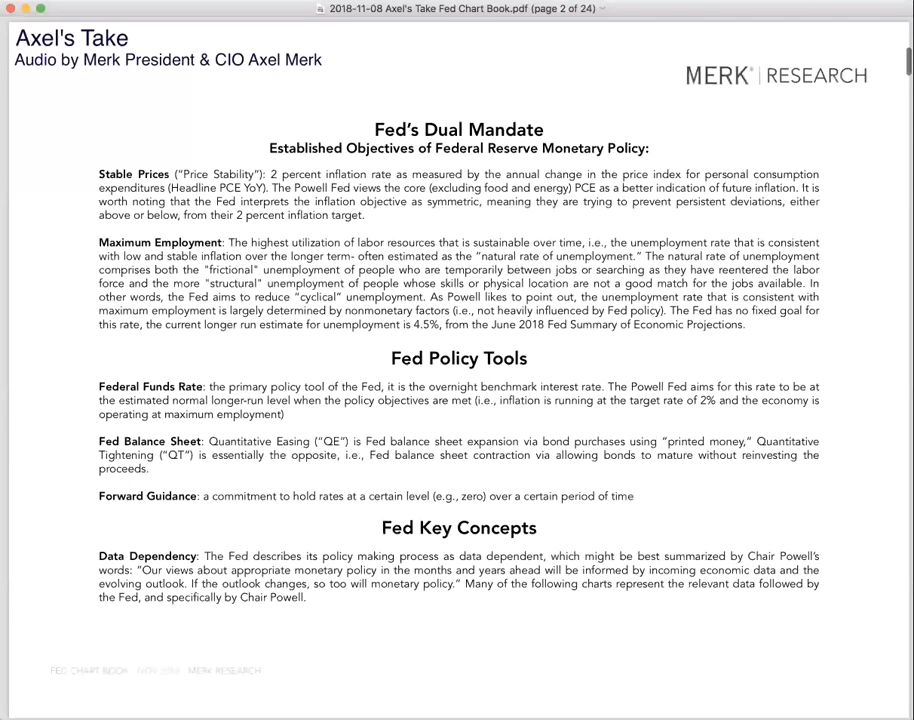 2018-11-08 Axel's Take Fed Chart Book.pdf (page 2 of 24)
Axel's Take
Audio by Merk President & CIO Axel Merk
MERK® | RESEARCH
Fed's Dual Mandate
Established Objectives of Federal Reserve Monetary Policy:
Stable Prices ("Price Stability"): 2 percent inflation rate as measured by the annual change in the price index for personal consumption
expenditures (Headline PCE YoY). The Powell Fed views the core (excluding food and energy) PCE as a better indication of future inflation. It is
worth noting that the Fed interprets the inflation objective as symmetric, meaning they are trying to prevent persistent deviations, either
above or below, from their 2 percent inflation target.
Maximum Employment: The highest utilization of labor resources that is sustainable over time, i.e., the unemployment rate that is consistent
with low and stable inflation over the longer term- often estimated as the "natural rate of unemployment." The natural rate of unemployment
comprises both the "frictional" unemployment of people who are temporarily between jobs or searching as they have reentered the labor
force and the more "structural" unemployment of people whose skills or physical location are not a good match for the jobs available. In
other words, the Fed aims to reduce "cyclical" unemployment. As Powell likes to point out, the unemployment rate that is consistent with
maximum employment is largely determined by nonmonetary factors (i.e., not heavily influenced by Fed policy). The Fed has no fixed goal for
this rate, the current longer run estimate for unemployment is 4.5%, from the June 2018 Fed Summary of Economic Projections.
Fed Policy Tools
Federal Funds Rate: the primary policy tool of the Fed, it is the overnight benchmark interest rate. The Powell Fed aims for this rate to be at
the estimated normal longer-run level when the policy objectives are met (i.e., inflation is running at the target rate of 2% and the economy is
operating at maximum employment)
Fed Balance Sheet: Quantitative Easing ("QE") is Fed balance sheet expansion via bond purchases using "printed money," Quantitative
Tightening ("QT") is essentially the opposite, i.e., Fed balance sheet contraction via allowing bonds to mature without reinvesting the
proceeds.
Forward Guidance: a commitment to hold rates at a certain level (e.g., zero) over a certain period of time
Fed Key Concepts
Data Dependency: The Fed describes its policy making process as data dependent, which might be best summarized by Chair Powell's
words: "Our views about appropriate monetary policy in the months and years ahead will be informed by incoming economic data and the
evolving outlook. If the outlook changes, so too will monetary policy." Many of the following charts represent the relevant data followed by
the Fed, and specifically by Chair Powell.
FED CHART BOOK NOV 2018 MERK RESEARCH